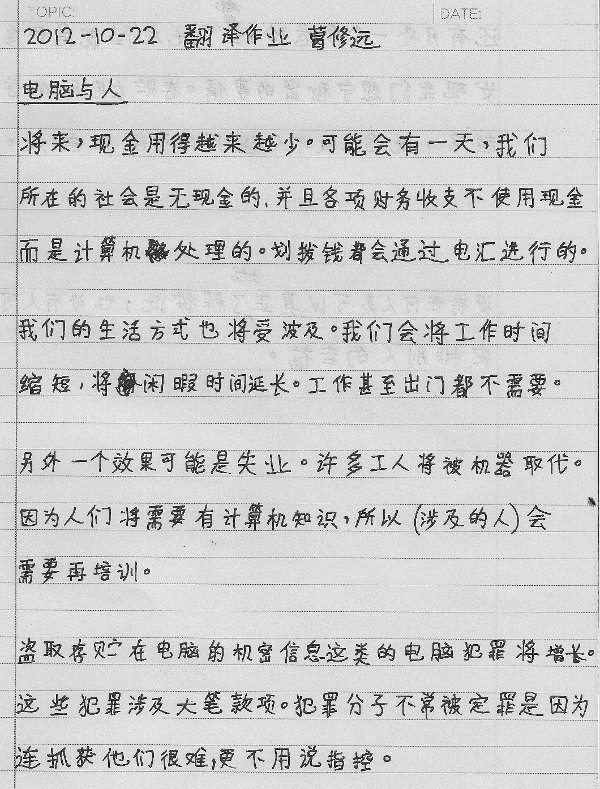 TOPIC:
DATE:
2012-10-22 翻译作业 葛修远
电脑与人
将来,现金用得越来越少。可能会有一天,我们
所在的社会是无现金的,并且各项财务收支不使用现金
而是计算机处理的。划拨钱都会通过电汇进行的。
我们的生活方式也将受波及。我们会将工作时间
缩短,将闲暇时间延长。工作甚至出门都不需要。
另外一个效果可能是失业。许多工人将被机器取代。
因为人们将需要有计算机知识,所以(涉及的人)会
需要再培训。
盗取存贮在电脑的机密信息这类的电脑犯罪将增长。
这些犯罪涉及大笔款项。犯罪分子不常被定罪是因为
连抓获他们很难,更不用说指控。